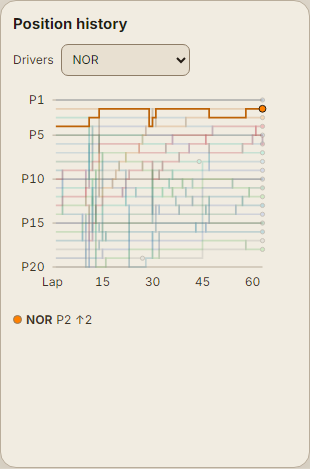 Position history
Drivers NOR
P1
P5
P10
P15
P20
Lap 15 30 45 60
NOR P2 ↑2